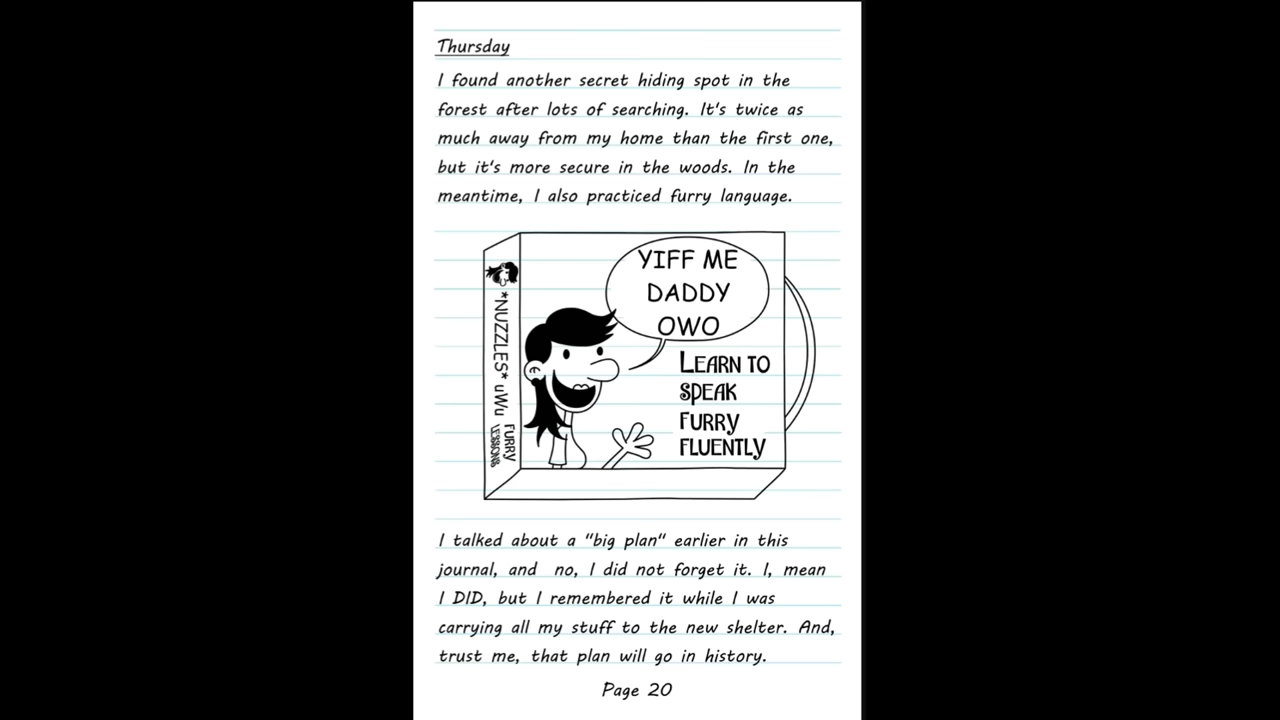 Thursday
I found another secret hiding spot in the
forest after lots of searching. It's twice as
much away from my home than the first one,
but it's more secure in the woods. In the
meantime, I also practiced furry language.
*NUZZLES* uWu
FURRY
LESSONS
YIFF ME
DADDY
OWO
LEARN TO
SPEAK
FURRY
FLUENTLY
I talked about a "big plan" earlier in this
journal, and no, I did not forget it. I, mean
I DID, but I remembered it while I was
carrying all my stuff to the new shelter. And,
trust me, that plan will go in history.
Page 20